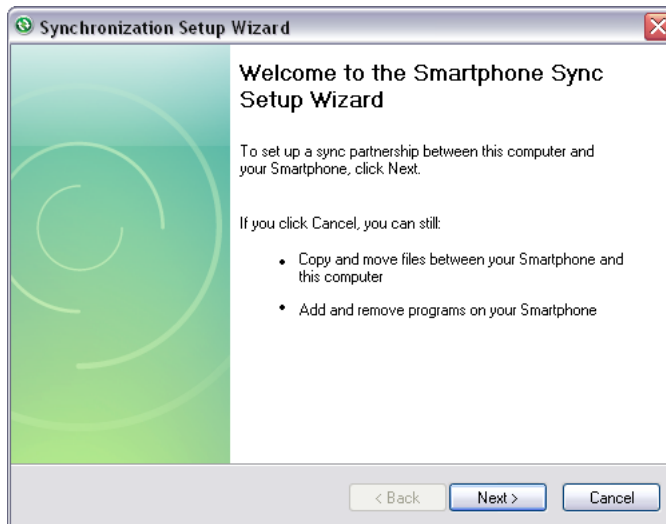 Synchronization Setup Wizard
Welcome to the Smartphone Sync
Setup Wizard
To set up a sync partnership between this computer and
your Smartphone, click Next.
If you click Cancel, you can still:
• Copy and move files between your Smartphone and
this computer
• Add and remove programs on your Smartphone
< Back Next > Cancel